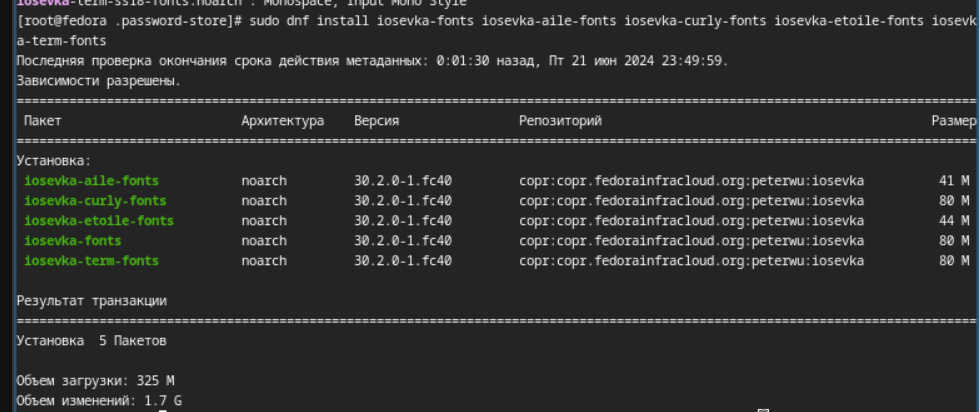 iosevka-term-ss18-fonts.noarch : Monospace, Input Mono Style
[root@fedora .password-store]# sudo dnf install iosevka-fonts iosevka-aile-fonts iosevka-curly-fonts iosevka-etoile-fonts iosevk
a-term-fonts
Последняя проверка окончания срока действия метаданных: 0:01:30 назад, Пт 21 июн 2024 23:49:59.
Зависимости разрешены.
Пакет Архитектура Версия Репозиторий Размер
Установка:
iosevka-aile-fonts noarch 30.2.0-1.fc40 copr:copr.fedorainfracloud.org:peterwu:iosevka 41 M
iosevka-curly-fonts noarch 30.2.0-1.fc40 copr:copr.fedorainfracloud.org:peterwu:iosevka 80 M
iosevka-etoile-fonts noarch 30.2.0-1.fc40 copr:copr.fedorainfracloud.org:peterwu:iosevka 44 M
iosevka-fonts noarch 30.2.0-1.fc40 copr:copr.fedorainfracloud.org:peterwu:iosevka 80 M
iosevka-term-fonts noarch 30.2.0-1.fc40 copr:copr.fedorainfracloud.org:peterwu:iosevka 80 M
Результат транзакции
Установка 5 Пакетов
Объем загрузки: 325 M
Объем изменений: 1.7 G